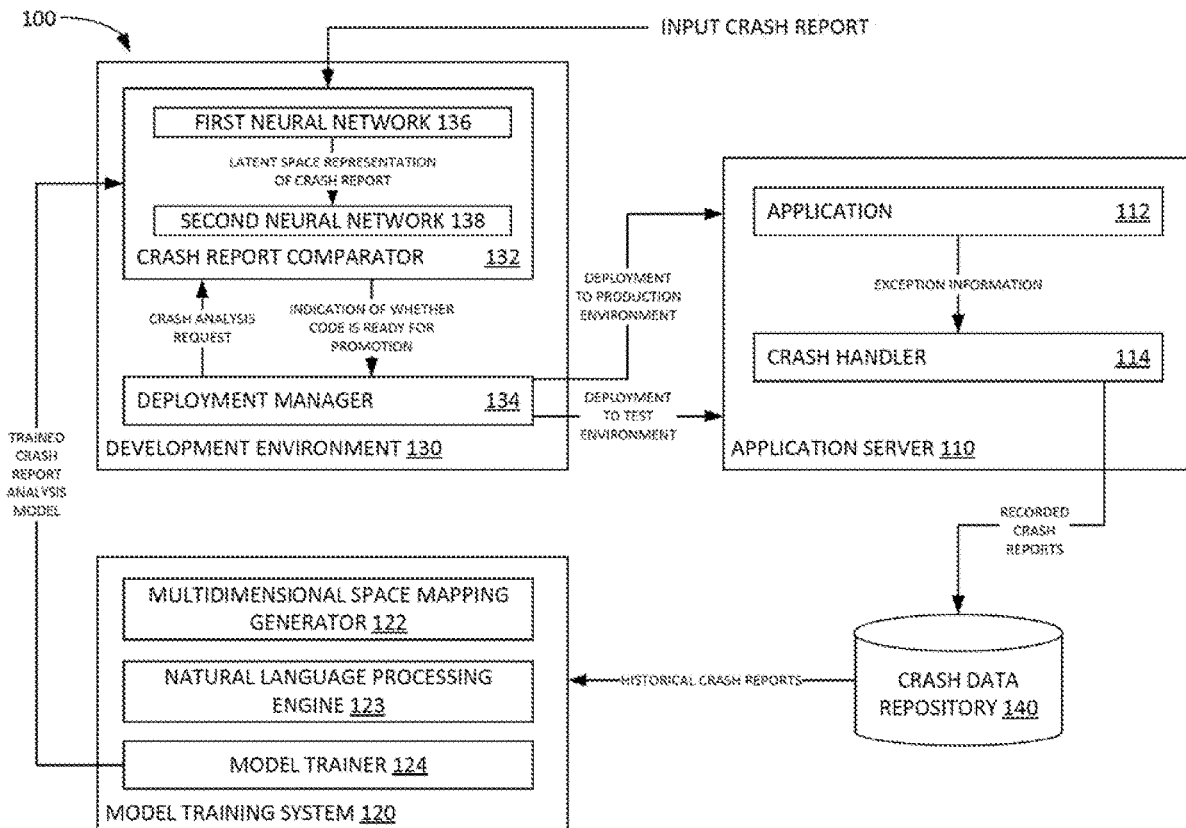 100
INPUT CRASH REPORT
FIRST NEURAL NETWORK 136
LATENT SPACE REPRESENTATION
OF CRASH REPORT
SECOND NEURAL NETWORK 138
CRASH REPORT COMPARATOR 132
CRASH ANALYSIS
REQUEST
INDICATION OF WHETHER
CODE IS READY FOR
PROMOTION
DEPLOYMENT MANAGER 134
DEVELOPMENT ENVIRONMENT 130
DEPLOYMENT
TO PRODUCTION
ENVIRONMENT
DEPLOYMENT
TO TEST
ENVIRONMENT
APPLICATION 112
EXCEPTION INFORMATION
CRASH HANDLER 114
APPLICATION SERVER 110
TRAINED
CRASH
REPORT
ANALYSIS
MODEL
RECORDED
CRASH
REPORTS
MULTIDIMENSIONAL SPACE MAPPING
GENERATOR 122
NATURAL LANGUAGE PROCESSING
ENGINE 123
MODEL TRAINER 124
MODEL TRAINING SYSTEM 120
HISTORICAL CRASH REPORTS
CRASH DATA
REPOSITORY 140